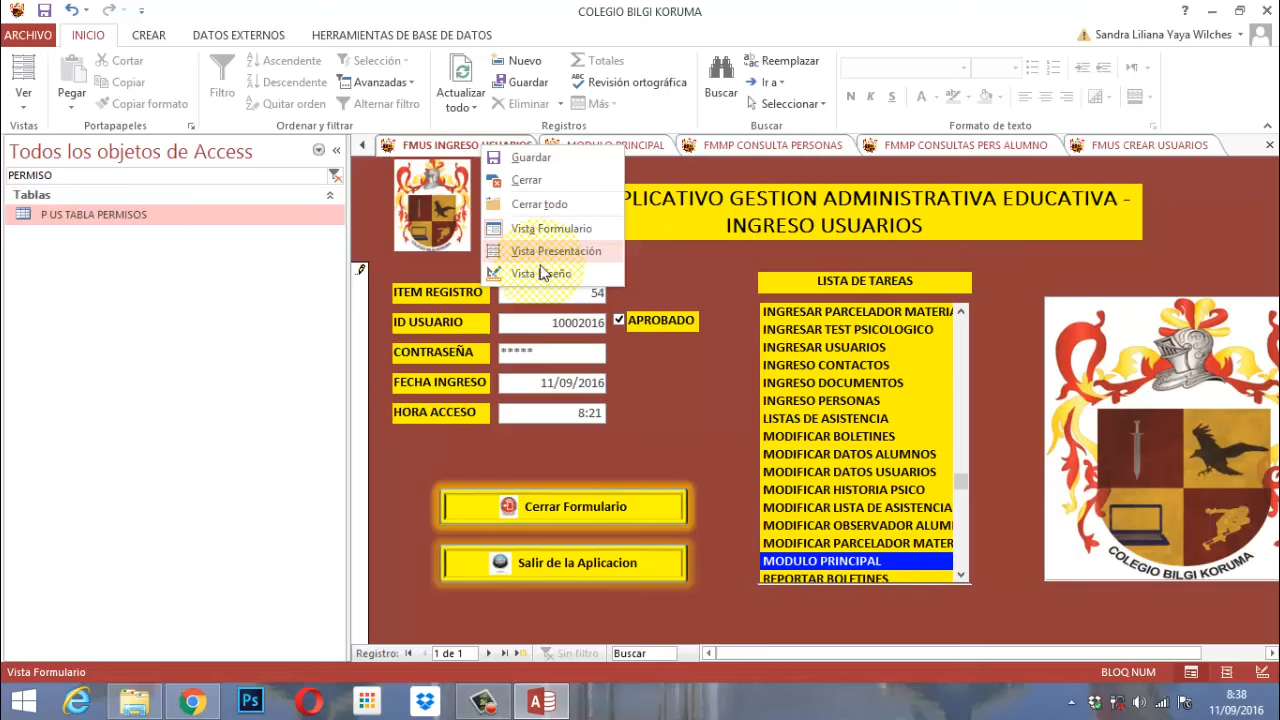 COLEGIO BILGI KORUMA
?
ARCHIVO INICIO CREAR DATOS EXTERNOS HERRAMIENTAS DE BASE DE DATOS
Sandra Liliana Yaya Wilches
Ver
Vistas
Pegar
Cortar
Copiar
Copiar formato
Portapapeles
Filtro
Ascendente
Descendente
Quitar orden
Selección
Avanzadas
Alternar filtro
Ordenar y filtrar
Actualizar todo
Nuevo
Guardar
Eliminar
Totales
Revisión ortográfica
Más
Registros
Buscar
Reemplazar
Ir a
Seleccionar
Buscar
N K S
A
Formato de texto
Todos los objetos de Access
PERMISO
Tablas
P US TABLA PERMISOS
FMUS INGRESO USUARIOS
MODULO PRINCIPAL
FMMP CONSULTA PERSONAS
FMMP CONSULTAS PERS ALUMNO
FMUS CREAR USUARIOS
Guardar
Cerrar
Cerrar todo
Vista Formulario
Vista Presentación
PLICATIVO GESTION ADMINISTRATIVA EDUCATIVA -
INGRESO USUARIOS
ITEM REGISTRO 54
ID USUARIO 10002016
APROBADO
CONTRASEÑA *****
FECHA INGRESO 11/09/2016
HORA ACCESO 8:21
Cerrar Formulario
Salir de la Aplicacion
LISTA DE TAREAS
INGRESAR PARCELADOR MATERIA
INGRESAR TEST PSICOLOGICO
INGRESAR USUARIOS
INGRESO CONTACTOS
INGRESO DOCUMENTOS
INGRESO PERSONAS
LISTAS DE ASISTENCIA
MODIFICAR BOLETINES
MODIFICAR DATOS ALUMNOS
MODIFICAR DATOS USUARIOS
MODIFICAR HISTORIA PSICO
MODIFICAR LISTA DE ASISTENCIA
MODIFICAR OBSERVADOR ALUM
MODIFICAR PARCELADOR MATER
MODULO PRINCIPAL
REPORTAR BOLETINES
COLEGIO BILGI KORUMA
Registro: 1 de 1 Sin filtro Buscar
Vista Formulario
BLOQ NUM
8:38
11/09/2016